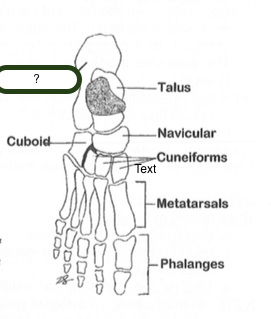 ?
Talus
Navicular
Cuboid
Cuneiforms
Text
Metatarsals
Phalanges